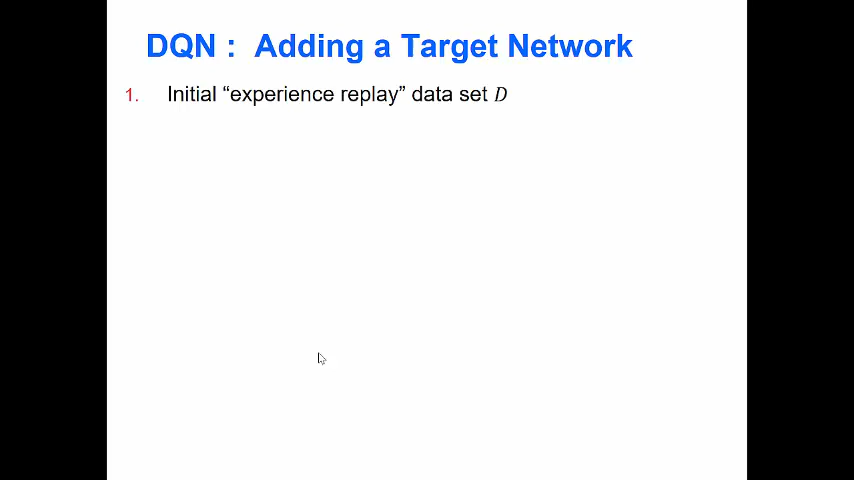 DQN : Adding a Target Network
1. Initial “experience replay” data set D